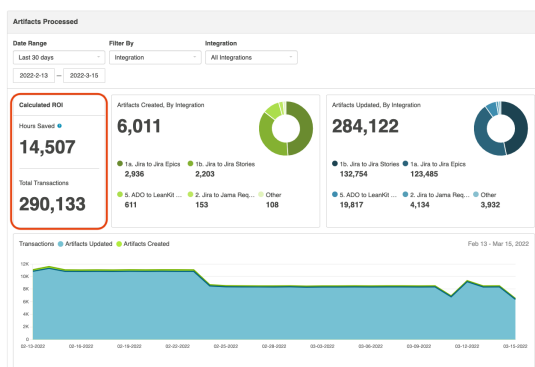 Artifacts Processed
Date Range
Filter By
Integration
Last 30 days
Integration
All Integrations
2022-2-13 — 2022-3-15
Calculated ROI
Hours Saved
14,507
Total Transactions
290,133
Artifacts Created, By Integration
6,011
1a. Jira to Jira Epics
2,936
1b. Jira to Jira Stories
2,203
5. ADO to LeanKit ...
611
2. Jira to Jama Req...
153
Other
108
Artifacts Updated, By Integration
284,122
1b. Jira to Jira Stories
132,754
1a. Jira to Jira Epics
123,485
5. ADO to LeanKit ...
19,817
2. Jira to Jama Req...
4,134
Other
3,932
Transactions Artifacts Updated Artifacts Created
Feb 13 - Mar 15, 2022
12K
10K
8K
6K
4K
2K
0
02-13-2022 02-16-2022 02-19-2022 02-22-2022 02-25-2022 02-28-2022 03-03-2022 03-06-2022 03-09-2022 03-12-2022 03-15-2022